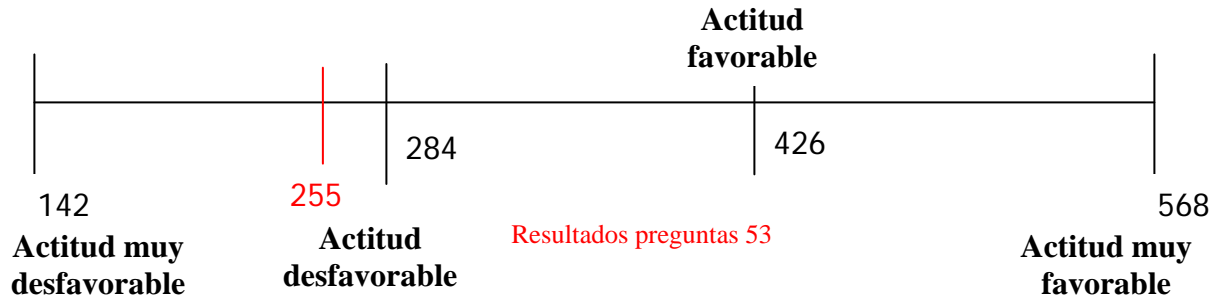 Actitud
favorable
284
426
255
142
568
Actitud muy
desfavorable
Actitud
desfavorable
Resultados preguntas 53
Actitud muy
favorable